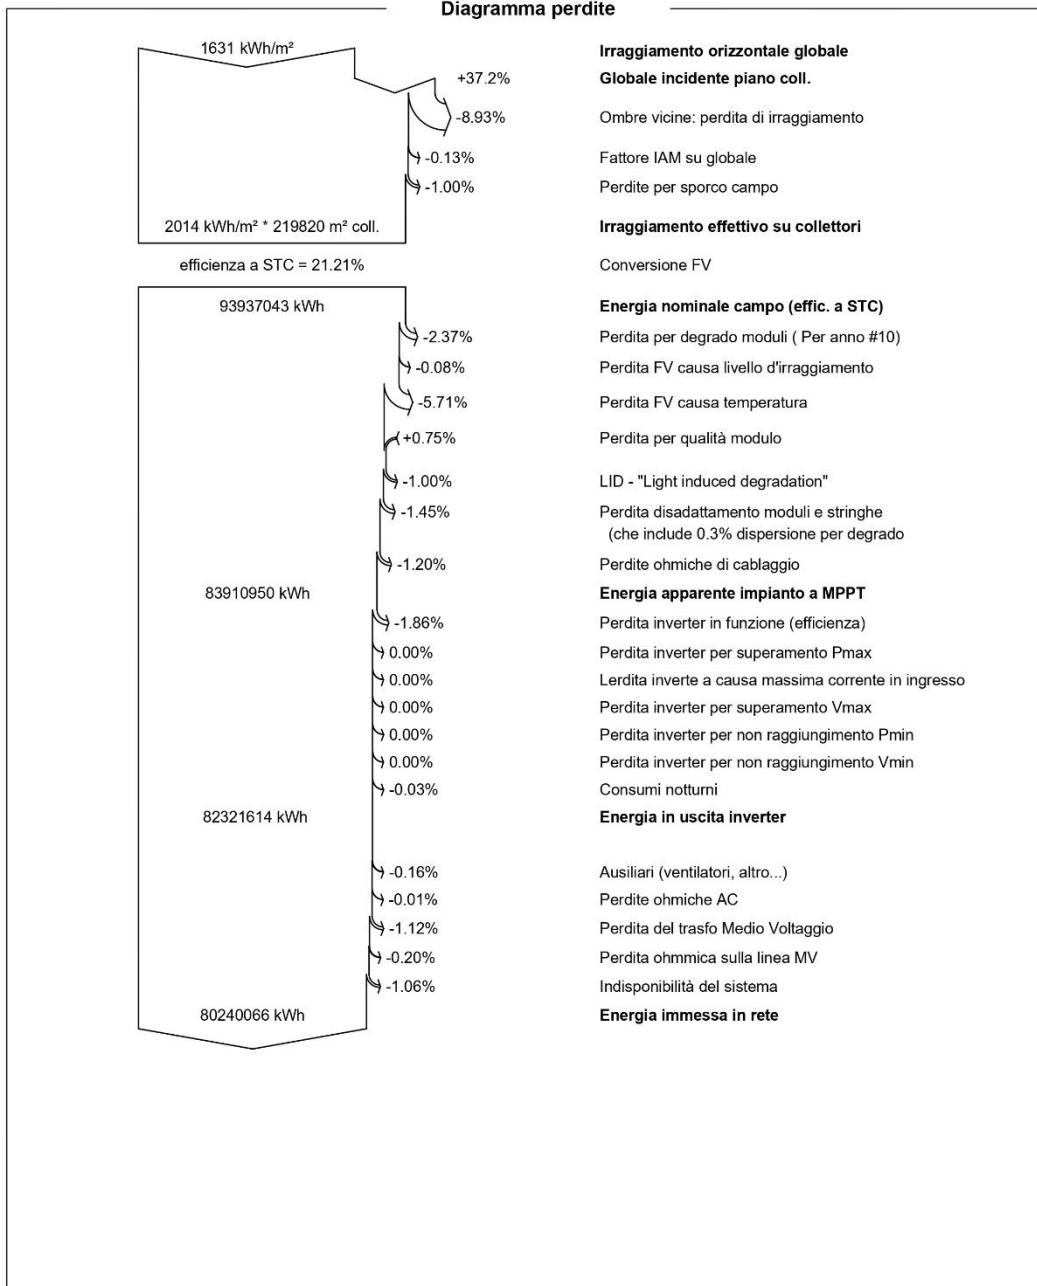 Diagramma perdite
1631 kWh/m² Irraggiamento orizzontale globale
+37.2% Globale incidente piano coll.
-8.93% Ombre vicine: perdita di irraggiamento
-0.13% Fattore IAM su globale
-1.00% Perdite per sporco campo
2014 kWh/m² * 219820 m² coll. Irraggiamento effettivo su collettori
efficienza a STC = 21.21% Conversione FV
93937043 kWh Energia nominale campo (effic. a STC)
-2.37% Perdita per degrado moduli ( Per anno #10)
-0.08% Perdita FV causa livello d'irraggiamento
-5.71% Perdita FV causa temperatura
+0.75% Perdita per qualità modulo
-1.00% LID - "Light induced degradation"
-1.45% Perdita disadattamento moduli e stringhe
(che include 0.3% dispersione per degrado
-1.20% Perdite ohmiche di cablaggio
83910950 kWh Energia apparente impianto a MPPT
-1.86% Perdita inverter in funzione (efficienza)
0.00% Perdita inverter per superamento Pmax
0.00% Lerdita inverte a causa massima corrente in ingresso
0.00% Perdita inverter per superamento Vmax
0.00% Perdita inverter per non raggiungimento Pmin
0.00% Perdita inverter per non raggiungimento Vmin
-0.03% Consumi notturni
82321614 kWh Energia in uscita inverter
-0.16% Ausiliari (ventilatori, altro...)
-0.01% Perdite ohmiche AC
-1.12% Perdita del trasfo Medio Voltaggio
-0.20% Perdita ohmmica sulla linea MV
-1.06% Indisponibilità del sistema
80240066 kWh Energia immessa in rete